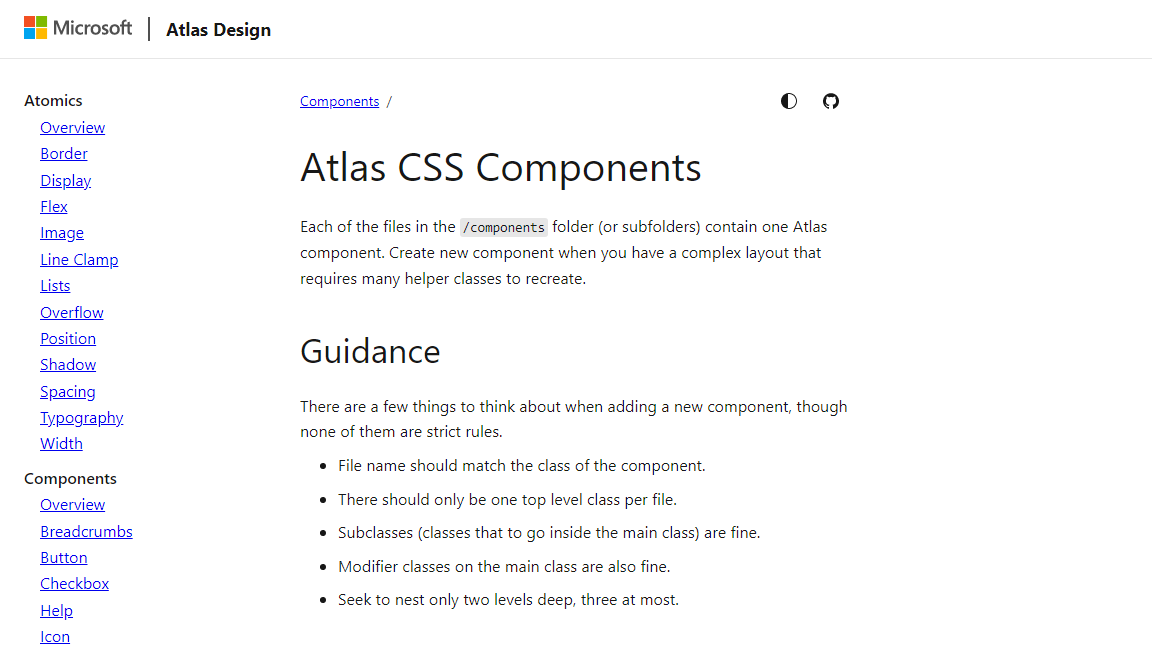 Microsoft | Atlas Design
Atomics
Overview
Border
Display
Flex
Image
Line Clamp
Lists
Overflow
Position
Shadow
Spacing
Typography
Width
Components
Overview
Breadcrumbs
Button
Checkbox
Help
Icon
Components /
Atlas CSS Components
Each of the files in the /components folder (or subfolders) contain one Atlas
component. Create new component when you have a complex layout that
requires many helper classes to recreate.
Guidance
There are a few things to think about when adding a new component, though
none of them are strict rules.
• File name should match the class of the component.
• There should only be one top level class per file.
• Subclasses (classes that to go inside the main class) are fine.
• Modifier classes on the main class are also fine.
• Seek to nest only two levels deep, three at most.